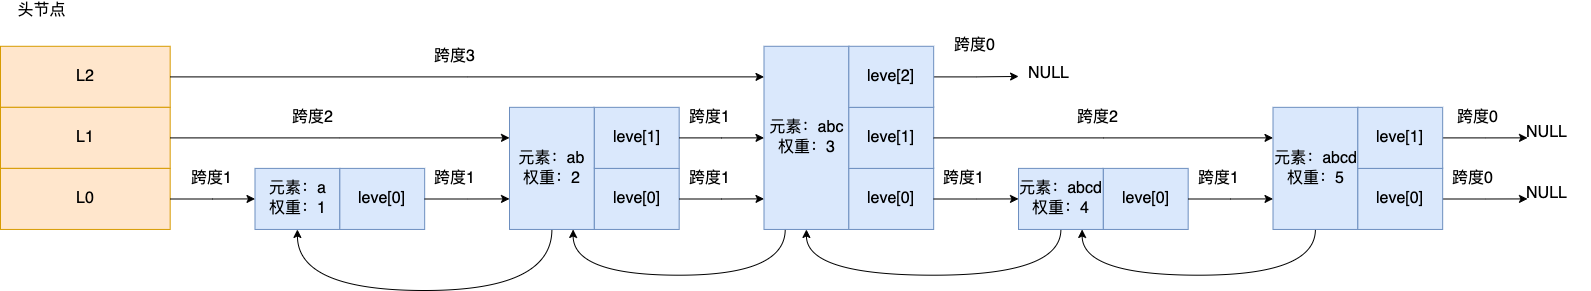 头节点
跨度0
跨度3
L2
leve[2]
NULL
跨度2
跨度1
跨度2
跨度0
L1
元素：ab
权重：2
leve[1]
元素：abc
权重：3
leve[1]
元素：abcd
权重：5
leve[1]
NULL
跨度1
跨度1
跨度1
跨度1
跨度1
跨度0
L0
元素：a
权重：1
leve[0]
leve[0]
leve[0]
元素：abcd
权重：4
leve[0]
leve[0]
NULL